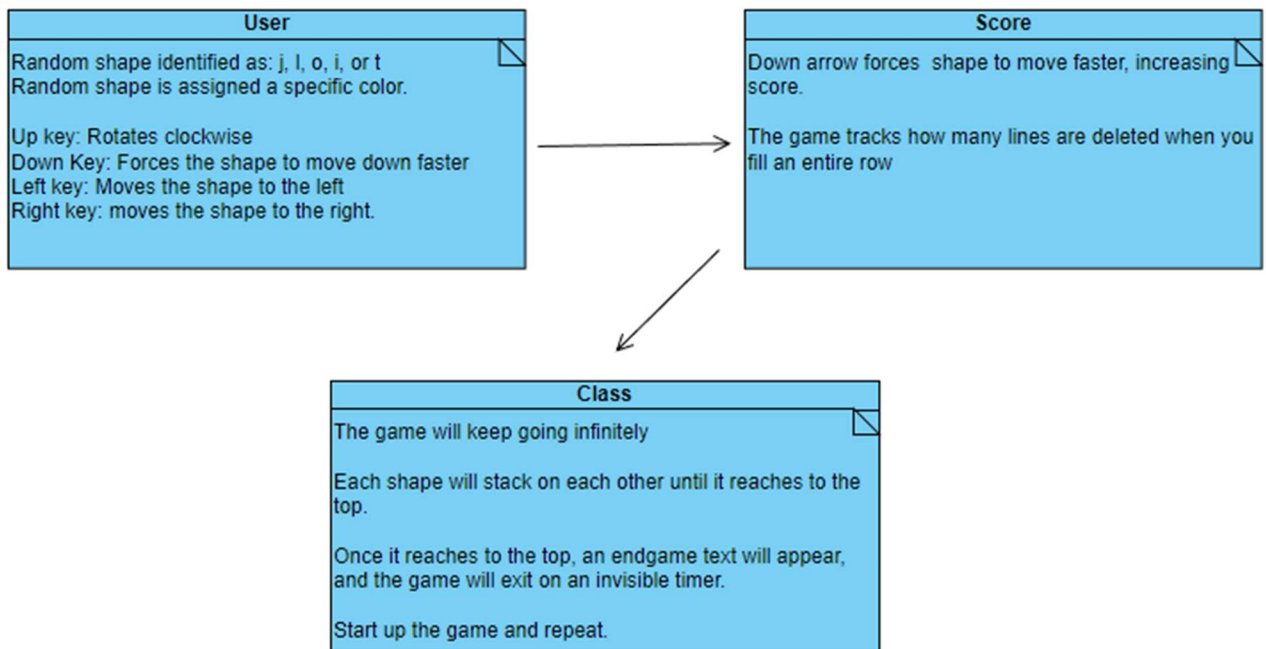 User
Random shape identified as: j, l, o, i, or t
Random shape is assigned a specific color.
Up key: Rotates clockwise
Down Key: Forces the shape to move down faster
Left key: Moves the shape to the left
Right key: moves the shape to the right.
Score
Down arrow forces  shape to move faster, increasing
score.
The game tracks how many lines are deleted when you
fill an entire row
Class
The game will keep going infinitely
Each shape will stack on each other until it reaches to the
top.
Once it reaches to the top, an endgame text will appear,
and the game will exit on an invisible timer.
Start up the game and repeat.